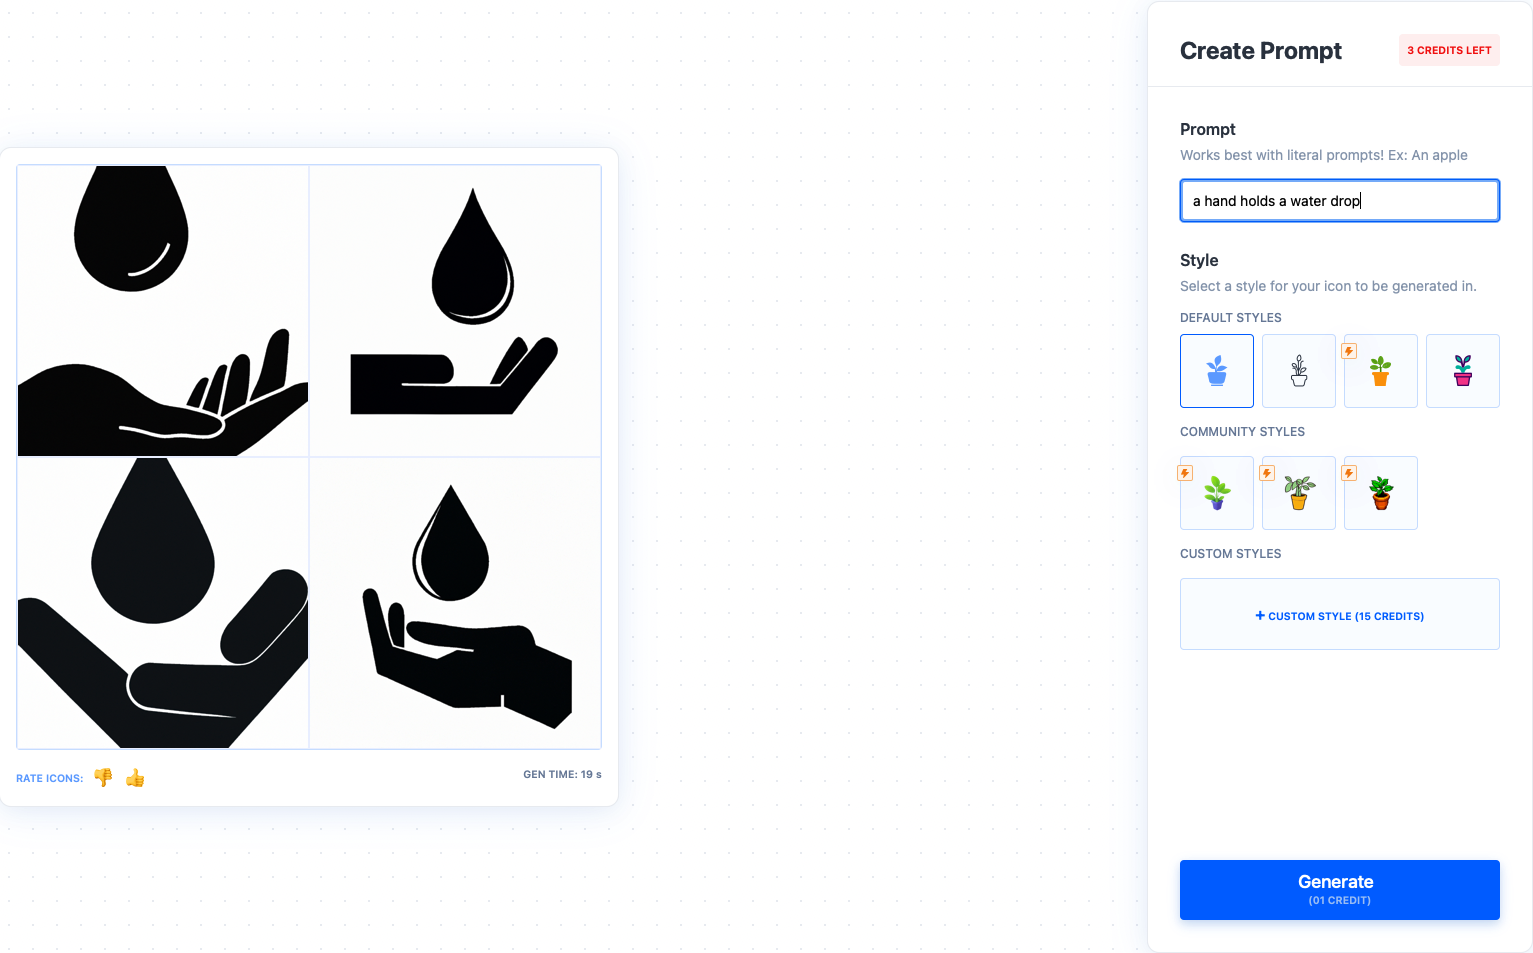 Create Prompt
3 CREDITS LEFT
Prompt
Works best with literal prompts! Ex: An apple
a hand holds a water drop
Style
Select a style for your icon to be generated in.
DEFAULT STYLES
COMMUNITY STYLES
CUSTOM STYLES
+ CUSTOM STYLE (15 CREDITS)
Generate
(01 CREDIT)
RATE ICONS:
GEN TIME: 19 s